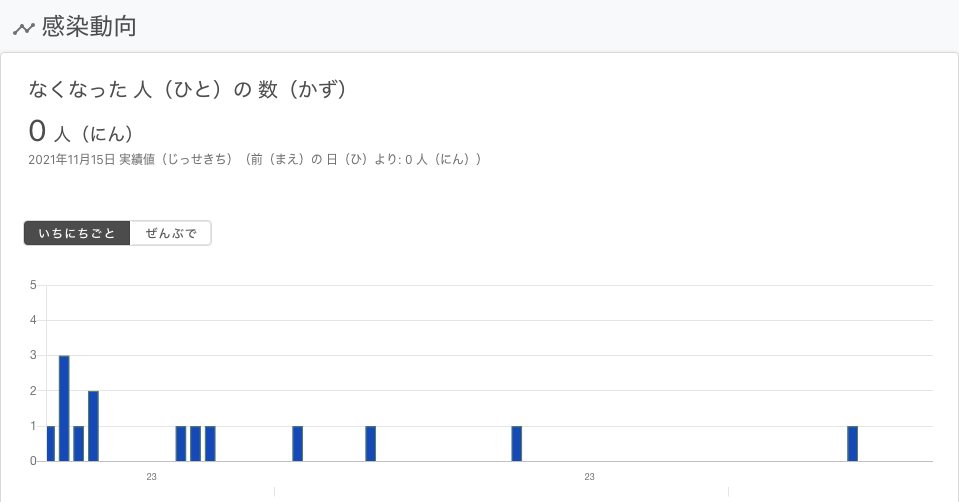 感染動向
なくなった 人（ひと）の 数（かず）
0 人（にん）
2021年11月15日 実績値（じっせきち）（前（まえ）の 日（ひ）より: 0 人（にん））
いちにちごと ぜんぶで
5
4
3
2
1
0
23 23